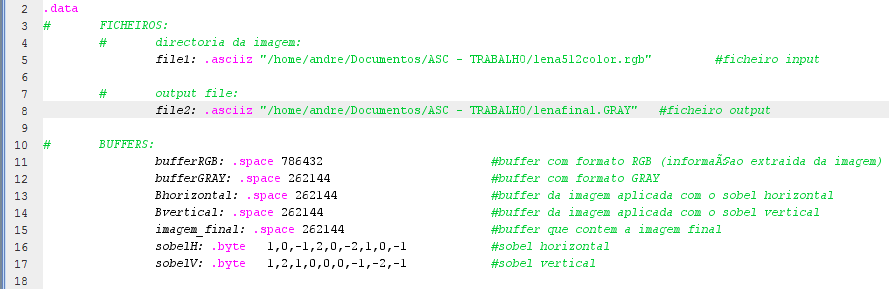 2 .data
3 # FICHEIROS:
4 # directoria da imagem:
5 file1: .asciiz "/home/andre/Documentos/ASC - TRABALHO/lena512color.rgb" #ficheiro input
6
7 # output file:
8 file2: .asciiz "/home/andre/Documentos/ASC - TRABALHO/lenafinal.GRAY" #ficheiro output
9
10 # BUFFERS:
11 bufferRGB: .space 786432 #buffer com formato RGB (informaÃ§ao extraida da imagem)
12 bufferGRAY: .space 262144 #buffer com formato GRAY
13 Bhorizontal: .space 262144 #buffer da imagem aplicada com o sobel horizontal
14 Bvertical: .space 262144 #buffer da imagem aplicada com o sobel vertical
15 imagem_final: .space 262144 #buffer que contem a imagem final
16 sobelH: .byte 1,0,-1,2,0,-2,1,0,-1 #sobel horizontal
17 sobelV: .byte 1,2,1,0,0,0,-1,-2,-1 #sobel vertical
18